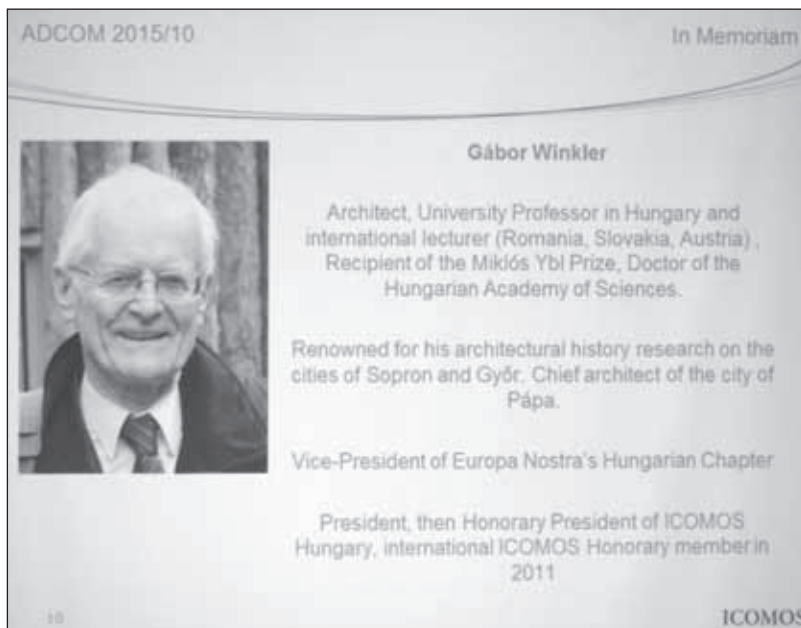 ADCOM 2015/10
In Memoriam
Gábor Winkler
Architect, University Professor in Hungary and
international lecturer (Romania, Slovakia, Austria) ,
Recipient of the Miklós Ybl Prize, Doctor of the
Hungarian Academy of Sciences.
Renowned for his architectural history research on the
cities of Sopron and Győr. Chief architect of the city of
Pápa.
Vice-President of Europa Nostra's Hungarian Chapter
President, then Honorary President of ICOMOS
Hungary, international ICOMOS Honorary member in
2011
10
ICOMOS